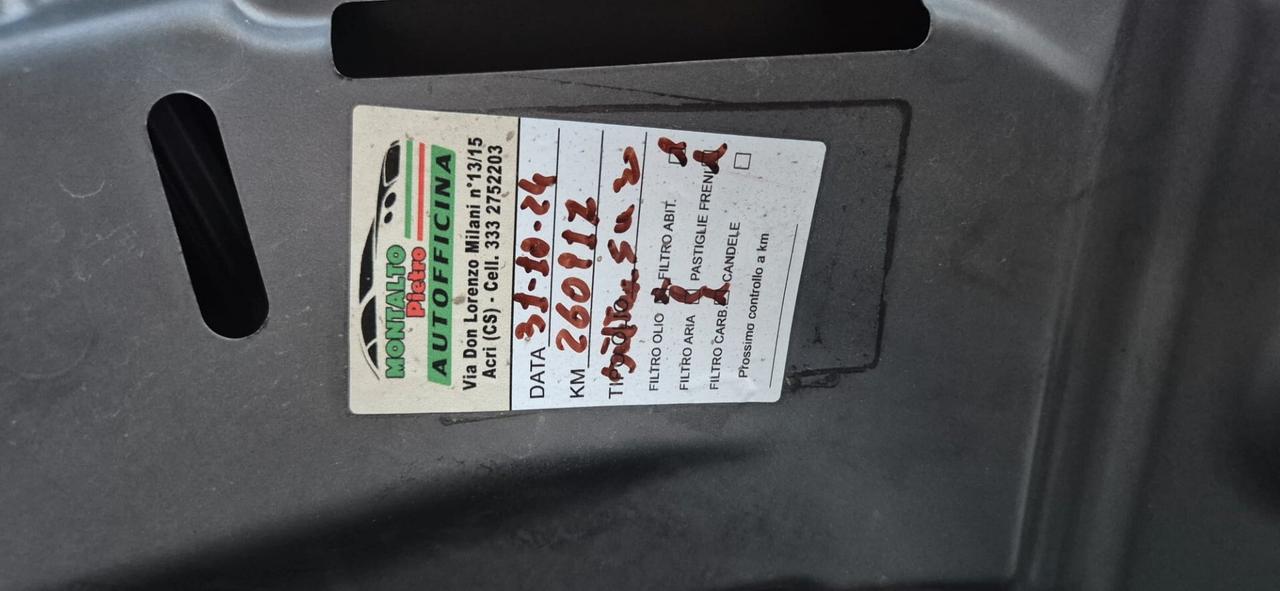 MONTALTO
Pietro
AUTOFFICINA
Via Don Lorenzo Milani n°13/15
Acri (CS) - Cell. 333 2752203
DATA 31-10-24
KM 260112
FILTRO OLIO FILTRO ABIT.
FILTRO ARIA PASTIGLIE FRENI
FILTRO CARB. CANDELE
Prossimo controllo a km